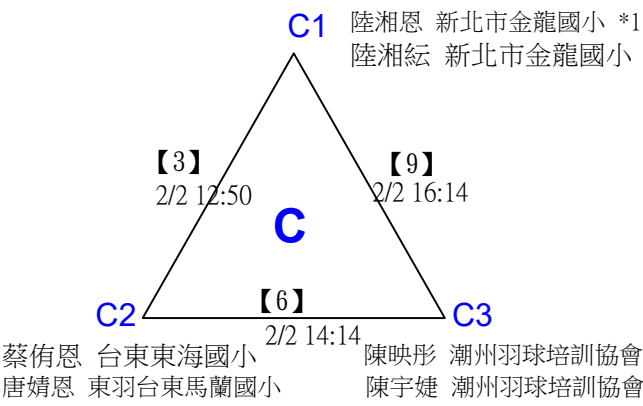 C1
陸湘恩 新北市金龍國小 *1
陸湘紜 新北市金龍國小
【3】
2/2 12:50
【9】
2/2 16:14
C
【6】
2/2 14:14
C2
C3
蔡侑恩 台東東海國小
唐婧恩 東羽台東馬蘭國小
陳映彤 潮州羽球培訓協會
陳宇婕 潮州羽球培訓協會